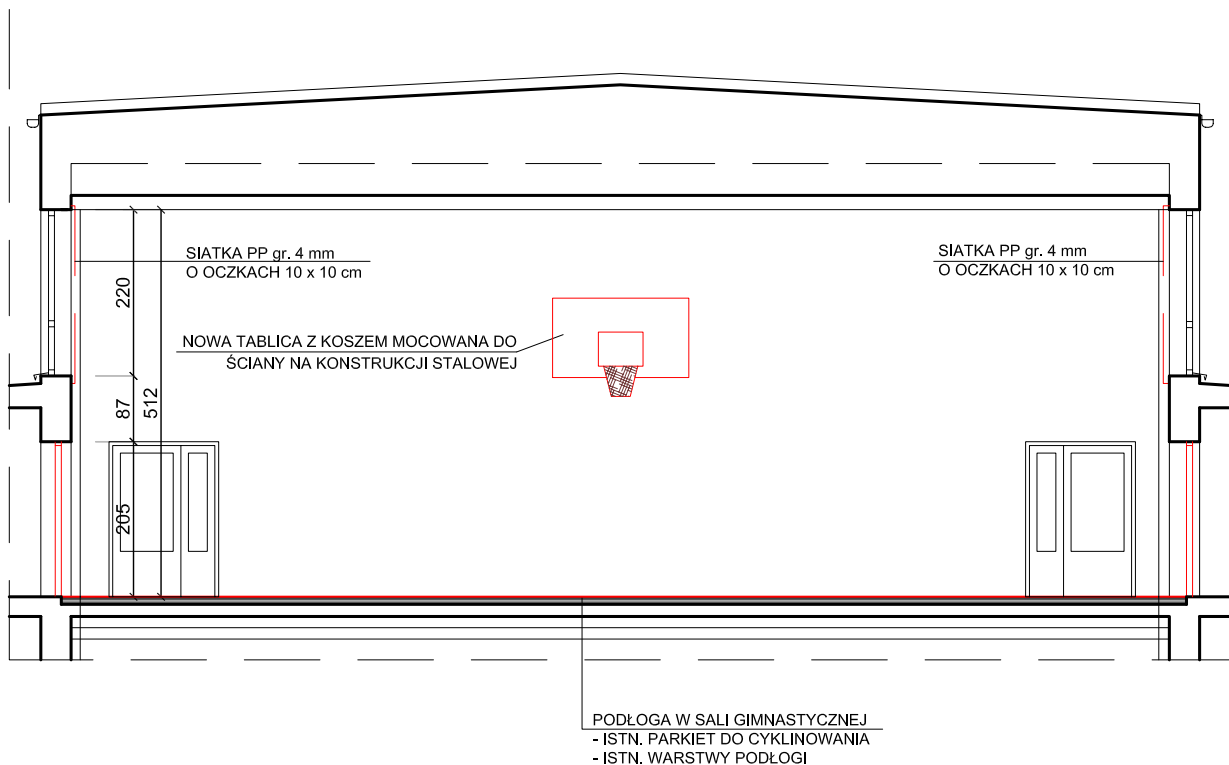 SIATKA PP gr. 4 mm
O OCZKACH 10 x 10 cm
SIATKA PP gr. 4 mm
O OCZKACH 10 x 10 cm
220
NOWA TABLICA Z KOSZEM MOCOWANA DO
ŚCIANY NA KONSTRUKCJI STALOWEJ
87
512
205
PODŁOGA W SALI GIMNASTYCZNEJ
- ISTN. PARKIET DO CYKLINOWANIA
- ISTN. WARSTWY PODŁOGI